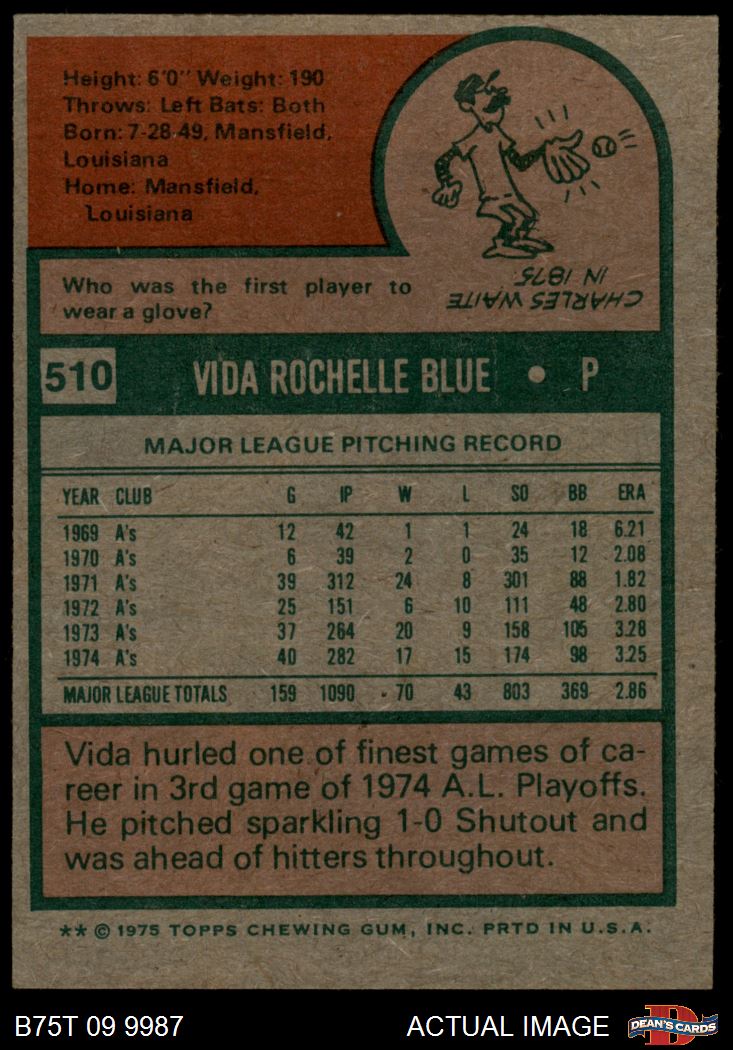 Height: 6'0" Weight: 190
Throws: Left Bats: Both
Born: 7-28-49, Mansfield,
Louisiana
Home: Mansfield,
Louisiana
Who was the first player to
wear a glove?
CHARLES WAITE
IN 1875
510 VIDA ROCHELLE BLUE • P
MAJOR LEAGUE PITCHING RECORD
YEAR CLUB G IP W L SO BB ERA
1969 A's 12 42 1 1 24 18 6.21
1970 A's 6 39 2 0 35 12 2.08
1971 A's 39 312 24 8 301 88 1.82
1972 A's 25 151 6 10 111 48 2.80
1973 A's 37 264 20 9 158 105 3.28
1974 A's 40 282 17 15 174 98 3.25
MAJOR LEAGUE TOTALS 159 1090 70 43 803 369 2.86
Vida hurled one of finest games of ca-
reer in 3rd game of 1974 A.L. Playoffs.
He pitched sparkling 1-0 Shutout and
was ahead of hitters throughout.
** © 1975 TOPPS CHEWING GUM, INC. PRTD IN U.S.A.
B75T 09 9987 ACTUAL IMAGE D DEAN'S CARDS